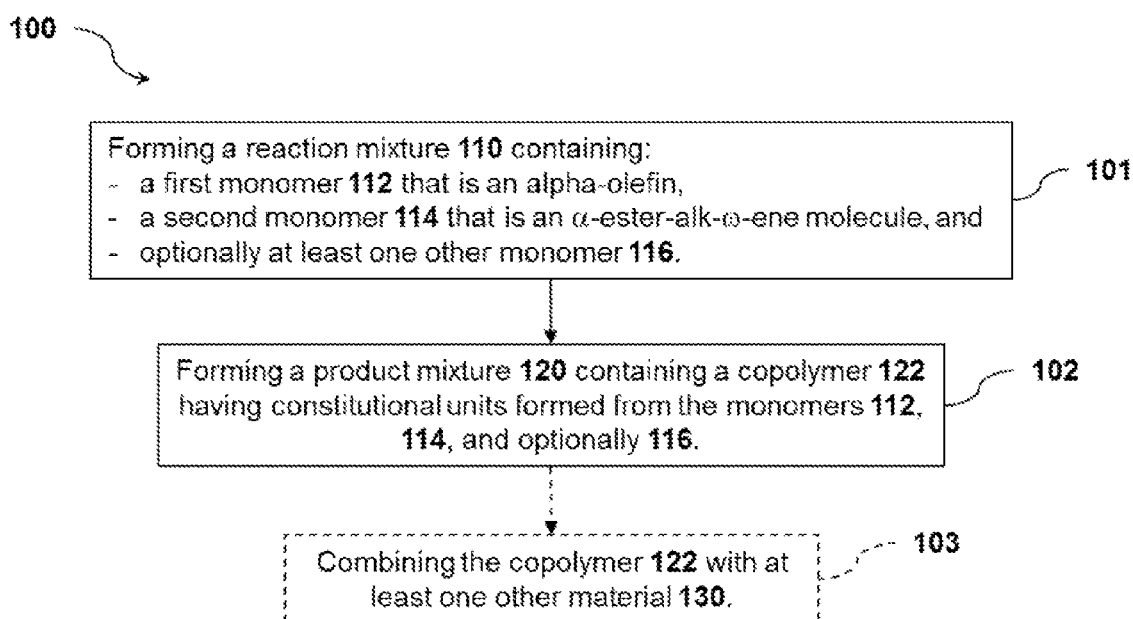 100
Forming a reaction mixture 110 containing:
- a first monomer 112 that is an alpha-olefin,
- a second monomer 114 that is an α-ester-alk-ω-ene molecule, and
- optionally at least one other monomer 116.
101
Forming a product mixture 120 containing a copolymer 122
having constitutional units formed from the monomers 112,
114, and optionally 116.
102
Combining the copolymer 122 with at
least one other material 130.
103